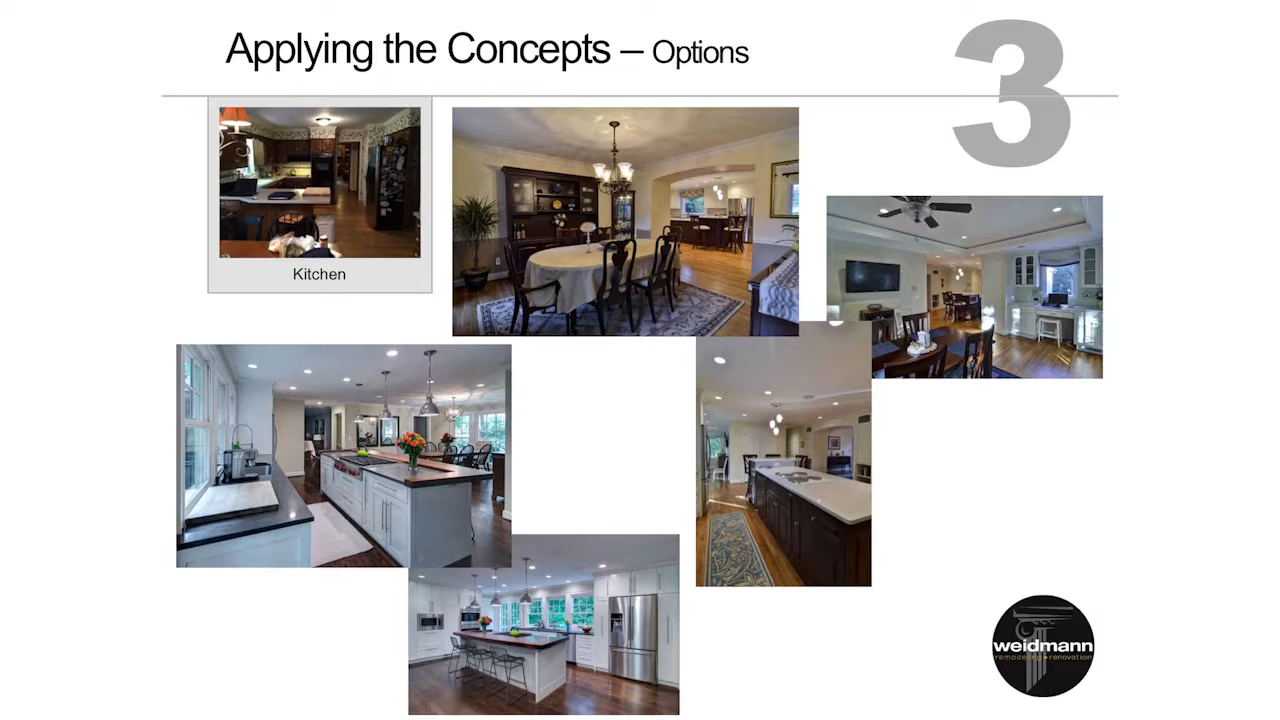 Applying the Concepts – Options
3
Kitchen
weidmann
remodeling • renovation